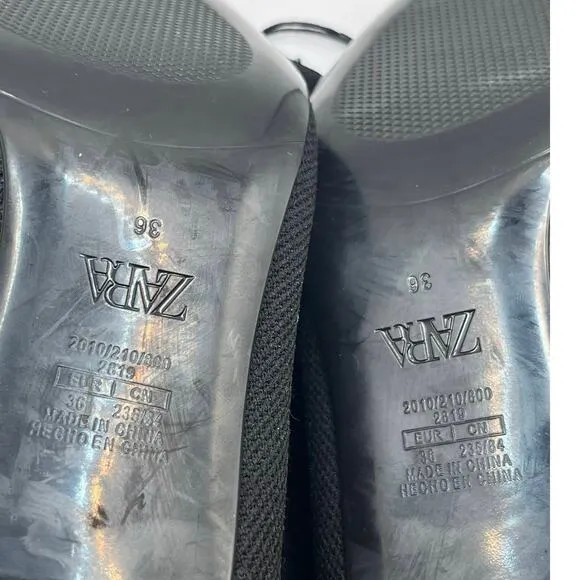 36
ZARA
2010/210/800
2819
EUR CN
36 235/84
MADE IN CHINA
HECHO EN CHINA
36
ZARA
2010/210/800
2819
EUR CN
36 235/84
MADE IN CHINA
HECHO EN CHINA